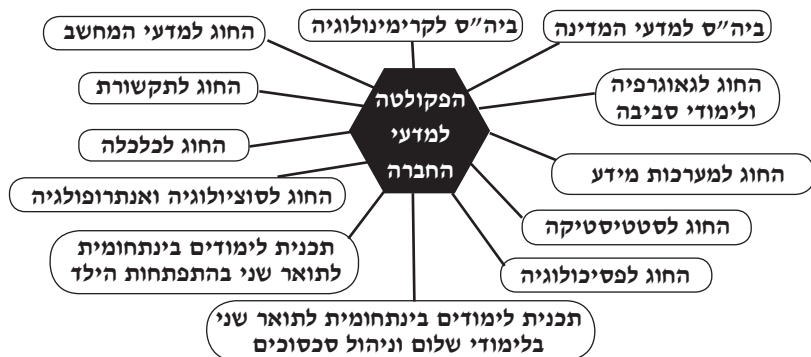 הפקולטה
למדעי
החברה
ביה"ס למדעי המדינה
ביה"ס לקרימינולוגיה
החוג למדעי המחשב
החוג לגאוגרפיה
ולימודי סביבה
החוג לתקשורת
החוג לכלכלה
החוג למערכות מידע
החוג לסוציולוגיה ואנתרופולגיה
החוג לסטטיסטיקה
תכנית לימודים בינתחומית
לתואר שני בהתפתחות הילד
החוג לפסיכולוגיה
תכנית לימודים בינתחומית לתואר שני
בלימודי שלום וניהול סכסוכים